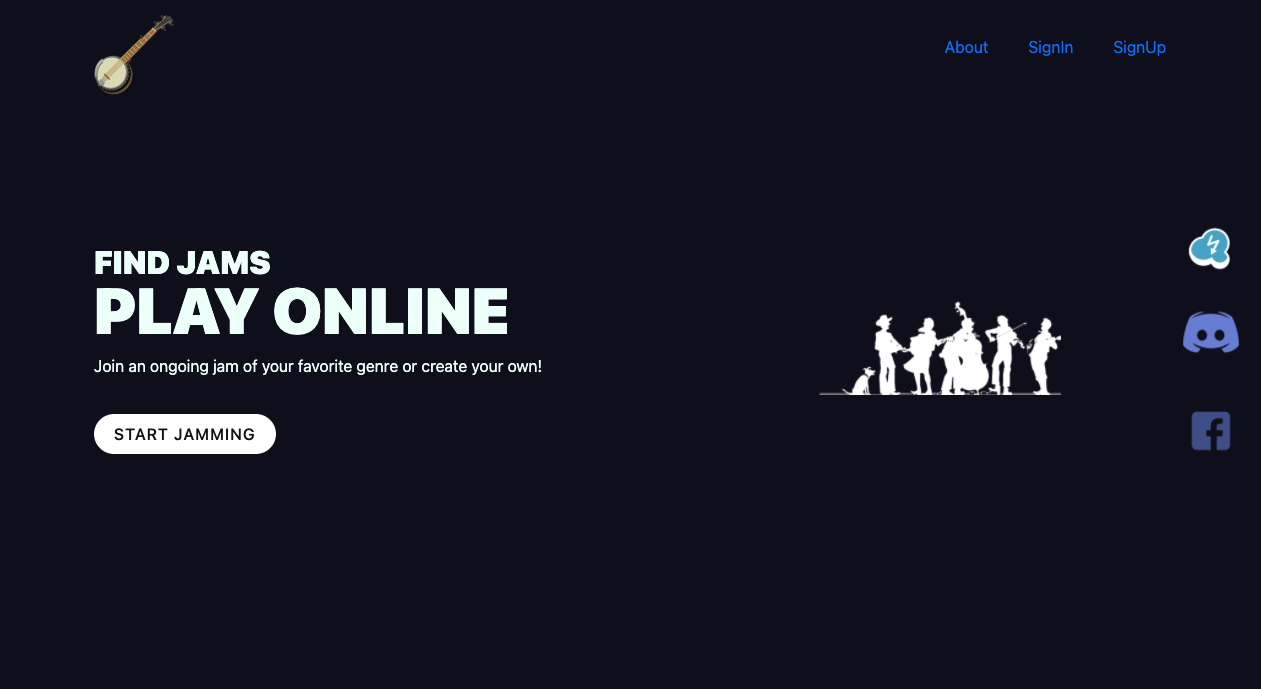 About
SignIn
SignUp
FIND JAMS
PLAY ONLINE
Join an ongoing jam of your favorite genre or create your own!
START JAMMING